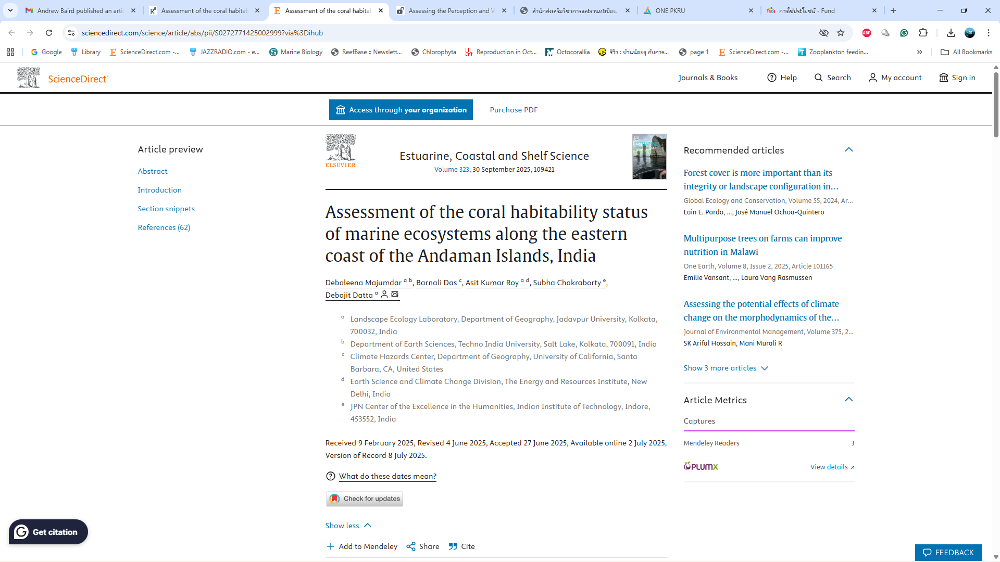 Andrew Baird published an artic
Assessment of the coral habitab
Assessment of the coral habitab
Assessing the Perception and V
สำนักส่งเสริมวิชาการและงานทะเบียน
ONE PKRU
การใช้ประโยชน์ - Fund
sciencedirect.com/science/article/abs/pii/S0272771425002999?via%3Dihub
Google
Library
ScienceDirect.com -...
JAZZRADIO.com - e...
Marine Biology
ReefBase :: Newslett...
Chlorophyta
Reproduction in Oct...
Octocorallia
รีวิว : บ้านน้อยๆ กับการ...
page 1
ScienceDirect.com -...
Zooplankton feedin...
All Bookmarks
ScienceDirect
Journals & Books
Help
Search
My account
Sign in
Access through your organization
Purchase PDF
Article preview
Abstract
Introduction
Section snippets
References (62)
ELSEVIER
Estuarine, Coastal and Shelf Science
Volume 323, 30 September 2025, 109421
Assessment of the coral habitability status
of marine ecosystems along the eastern
coast of the Andaman Islands, India
Debaleena Majumdar a b, Barnali Das c, Asit Kumar Roy a d, Subha Chakraborty e,
Debajit Datta a
a Landscape Ecology Laboratory, Department of Geography, Jadavpur University, Kolkata,
700032, India
b Department of Earth Sciences, Techno India University, Salt Lake, Kolkata, 700091, India
c Climate Hazards Center, Department of Geography, University of California, Santa
Barbara, CA, United States
d Earth Science and Climate Change Division, The Energy and Resources Institute, New
Delhi, India
e JPN Center of the Excellence in the Humanities, Indian Institute of Technology, Indore,
453552, India
Received 9 February 2025, Revised 4 June 2025, Accepted 27 June 2025, Available online 2 July 2025,
Version of Record 8 July 2025.
What do these dates mean?
Check for updates
Show less
Add to Mendeley
Share
Cite
Recommended articles
Forest cover is more important than its
integrity or landscape configuration in…
Global Ecology and Conservation, Volume 55, 2024, Ar…
Lain E. Pardo, …, José Manuel Ochoa-Quintero
Multipurpose trees on farms can improve
nutrition in Malawi
One Earth, Volume 8, Issue 2, 2025, Article 101165
Emilie Vansant, …, Laura Vang Rasmussen
Assessing the potential effects of climate
change on the morphodynamics of the…
Journal of Environmental Management, Volume 375, 2…
SK Ariful Hossain, Mani Murali R
Show 3 more articles
Article Metrics
Captures
Mendeley Readers 3
PLUMX
View details
Get citation
FEEDBACK